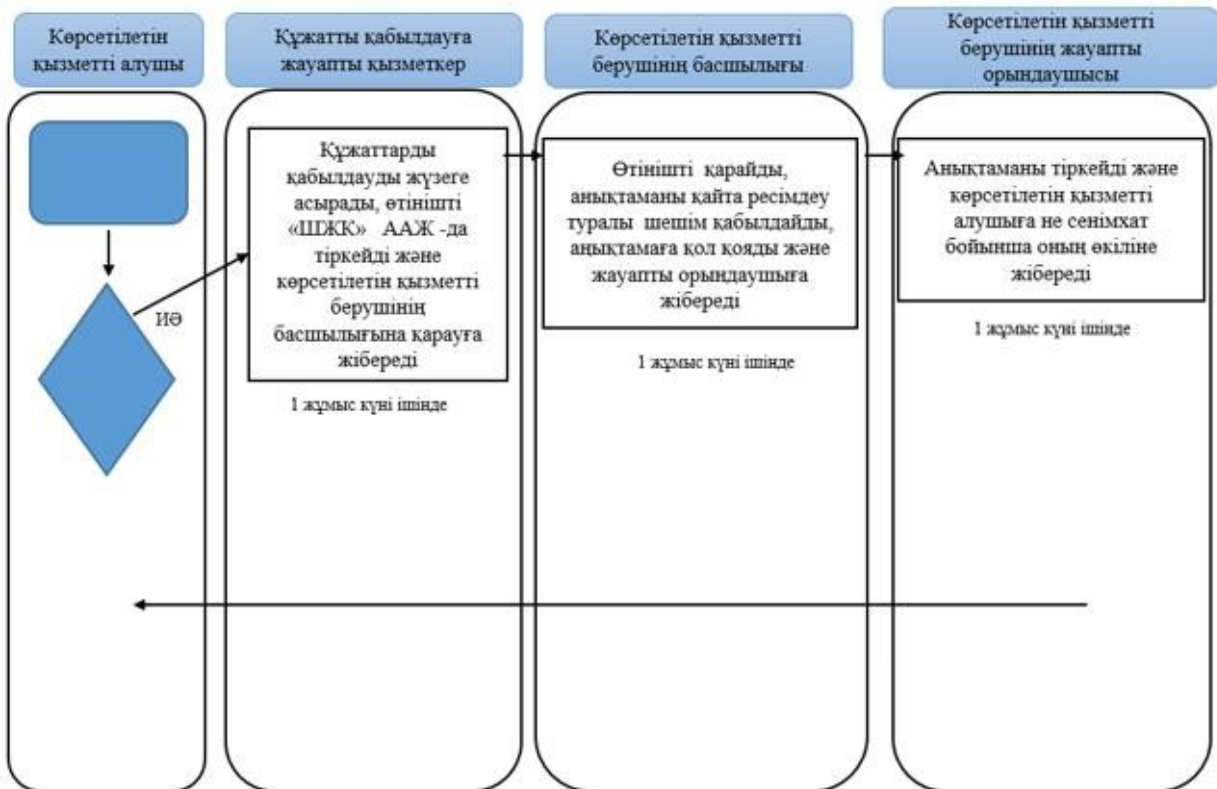 Көрсетілетін
қызметті алушы
Құжатты қабылдауға
жауапты қызметкер
Көрсетілетін қызметті
берушінің басшылығы
Көрсетілетін қызметті
берушінің жауапты
орындаушысы
ИӘ
Құжаттарды
қабылдауды жүзеге
асырады, өтінішті
«ШЖК» ААЖ -да
тіркейді және
көрсетілетін қызметті
берушінің
басшылығына қарауға
жібереді
1 жұмыс күні ішінде
Өтінішті қарайды,
анықтаманы қайта ресімдеу
туралы шешім қабылдайды,
аңықтамаға қол қояды және
жауапты орындаушыға
жібереді
1 жұмыс күні ішінде
Анықтаманы тіркейді және
көрсетілетін қызметті
алушыға не сенімхат
бойынша оның өкіліне
жібереді
1 жұмыс күні ішінде